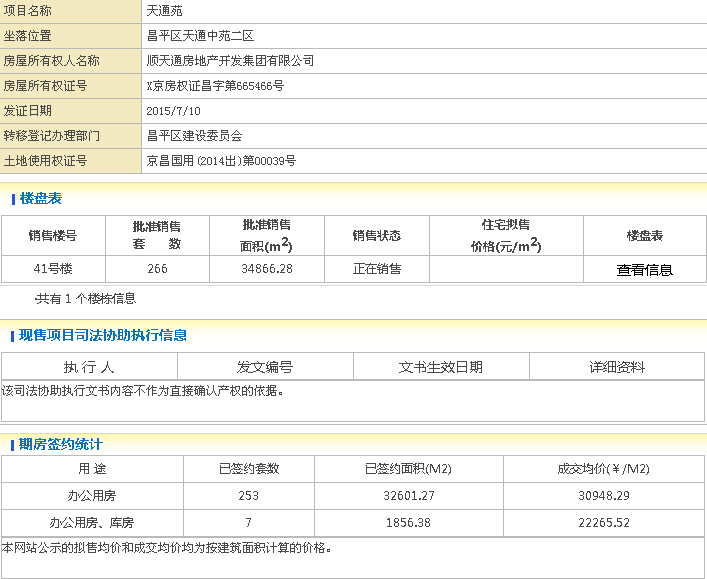 项目名称 天通苑
坐落位置 昌平区天通中苑二区
房屋所有权人名称 顺天通房地产开发集团有限公司
房屋所有权证号 X京房权证昌字第665466号
发证日期 2015/7/10
转移登记办理部门 昌平区建设委员会
土地使用权证号 京昌国用(2014出)第00039号
楼盘表
销售楼号 批准销售套 数 批准销售面积(m2) 销售状态 住宅拟售价格(元/m2) 楼盘表
41号楼 266 34866.28 正在销售 查看信息
·共有 1 个楼栋信息
现售项目司法协助执行信息
执 行 人 发文编号 文书生效日期 详细资料
该司法协助执行文书内容不作为直接确认产权的依据。
期房签约统计
用 途 已签约套数 已签约面积(M2) 成交均价(￥/M2)
办公用房 253 32601.27 30948.29
办公用房、库房 7 1856.38 22265.52
本网站公示的拟售均价和成交均价均为按建筑面积计算的价格。